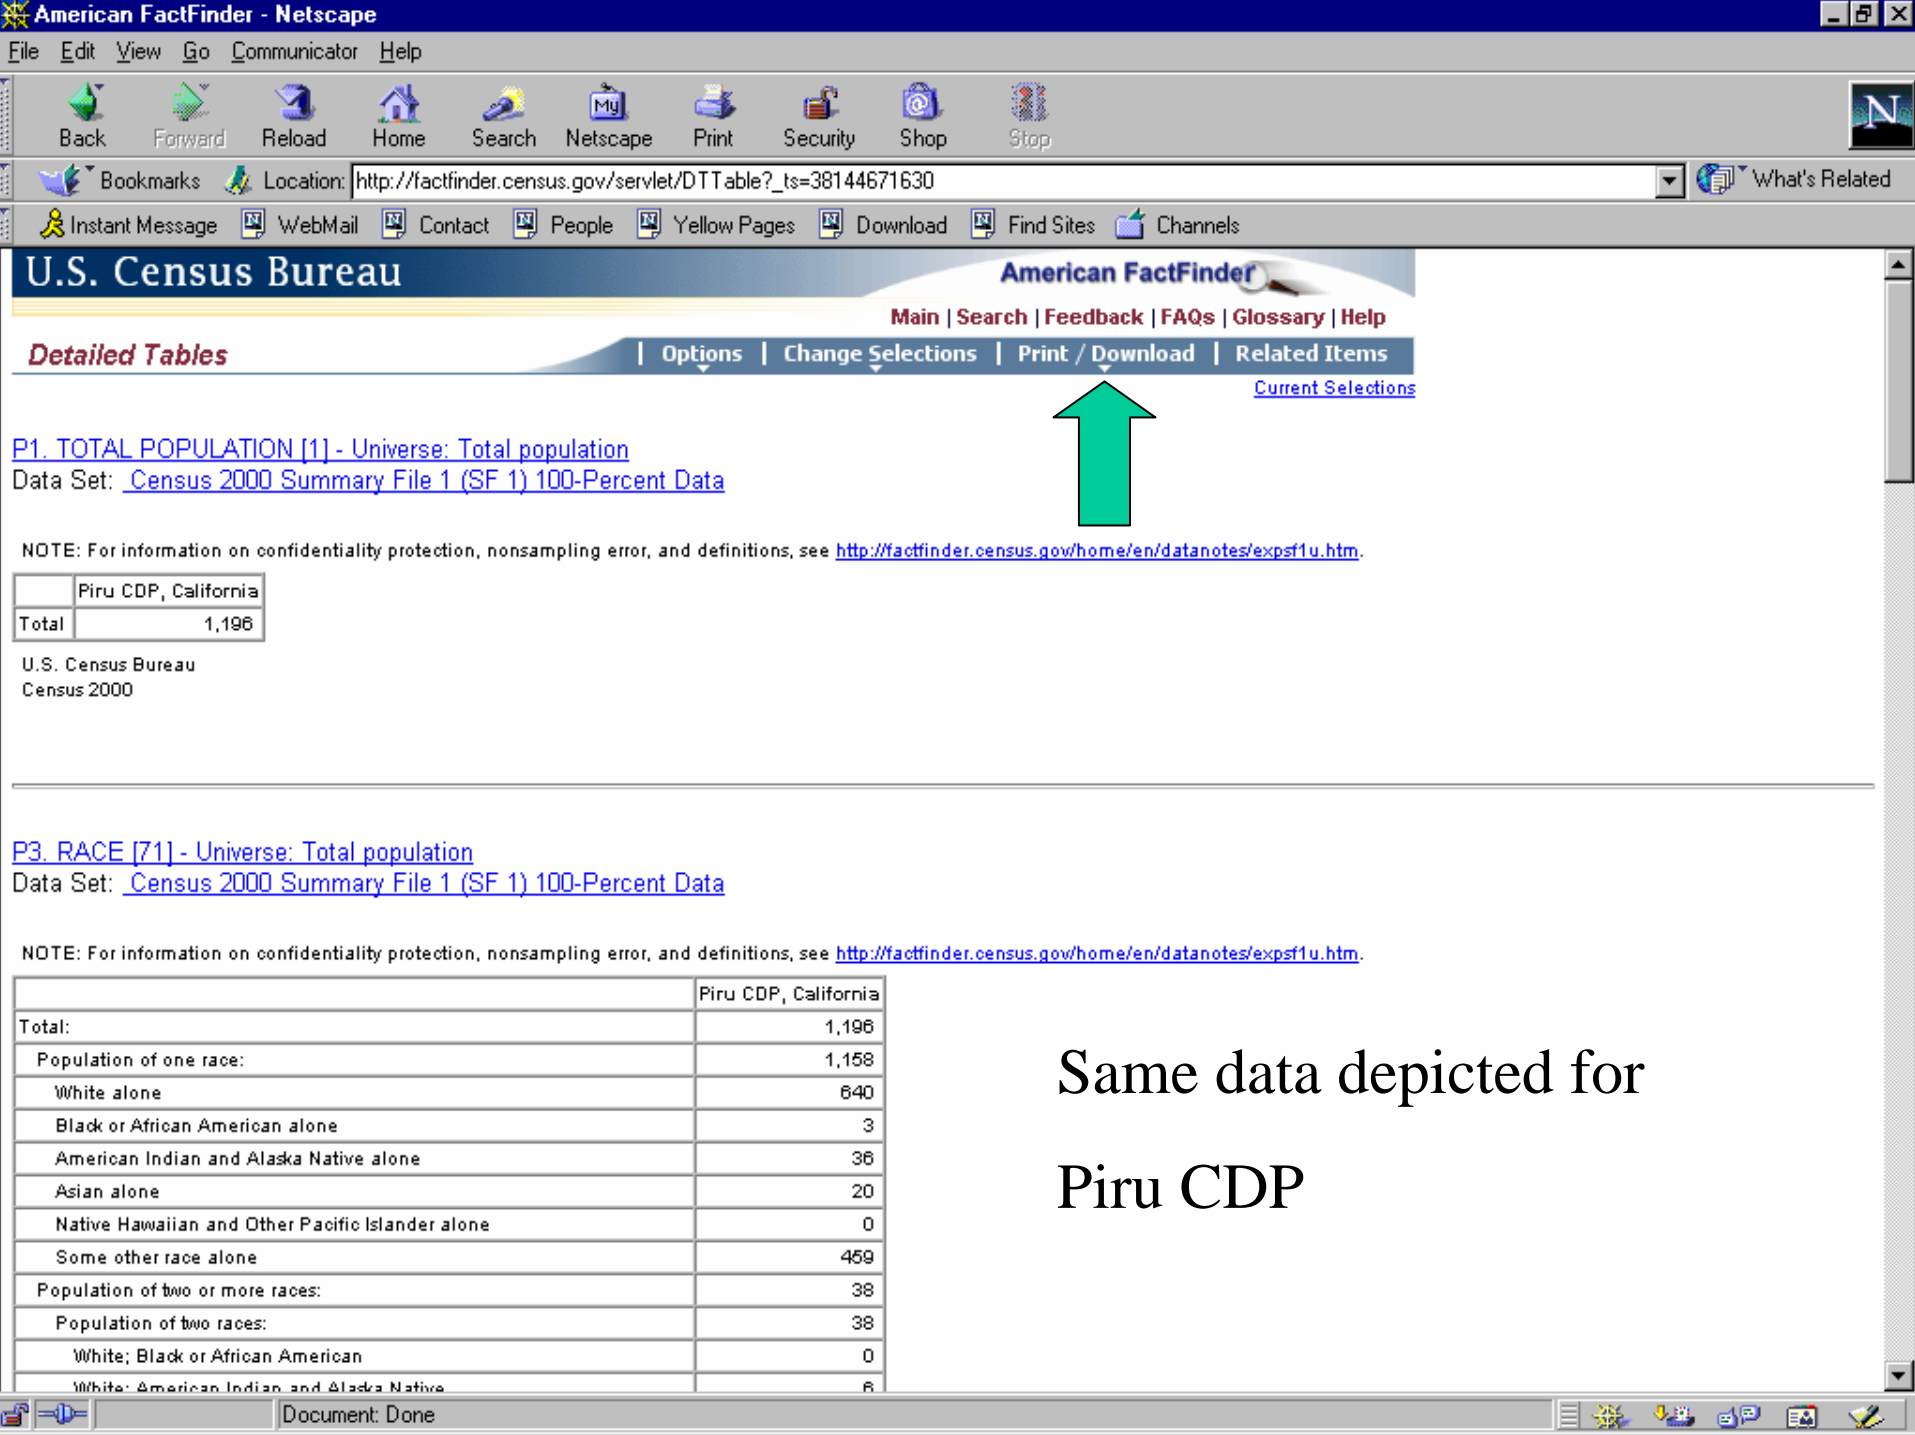 American FactFinder - Netscape
File Edit View Go Communicator Help
Back Forward Reload Home Search Netscape Print Security Shop Stop
My
N
Bookmarks Location: http://factfinder.census.gov/servlet/DTTable?_ts=38144671630 What's Related
Instant Message WebMail Contact People Yellow Pages Download Find Sites Channels
U.S. Census Bureau American FactFinder
Main | Search | Feedback | FAQs | Glossary | Help
Detailed Tables | Options | Change Selections | Print / Download | Related Items
Current Selections
P1. TOTAL POPULATION [1] - Universe: Total population
Data Set: Census 2000 Summary File 1 (SF 1) 100-Percent Data
NOTE: For information on confidentiality protection, nonsampling error, and definitions, see http://factfinder.census.gov/home/en/datanotes/expsf1u.htm.
Piru CDP, California
Total 1,196
U.S. Census Bureau
Census 2000
P3. RACE [71] - Universe: Total population
Data Set: Census 2000 Summary File 1 (SF 1) 100-Percent Data
NOTE: For information on confidentiality protection, nonsampling error, and definitions, see http://factfinder.census.gov/home/en/datanotes/expsf1u.htm.
Piru CDP, California
Total: 1,196
Population of one race: 1,158
White alone 640
Black or African American alone 3
American Indian and Alaska Native alone 36
Asian alone 20
Native Hawaiian and Other Pacific Islander alone 0
Some other race alone 459
Population of two or more races: 38
Population of two races: 38
White; Black or African American 0
White; American Indian and Alaska Native 6
Same data depicted for
Piru CDP
Document: Done